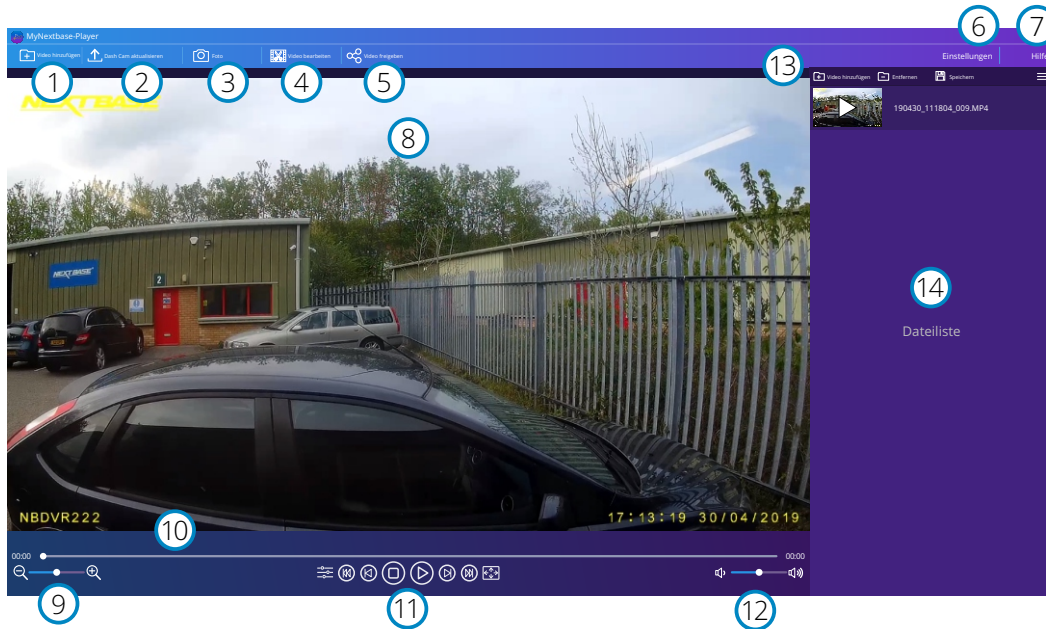 6
7
MyNextbase-Player
Video hinzufügen
Dash Cam aktualisieren
Foto
Video bearbeiten
Video freigeben
Einstellungen
Hilfe
1
2
3
4
5
13
Video hinzufügen
Entfernen
Speichern
NEXTBASE
190430_111804_009.MP4
8
NEXTBASE
2
14
Dateiliste
NBDVR222
17:13:19 30/04/2019
10
00:00
00:00
9
11
12